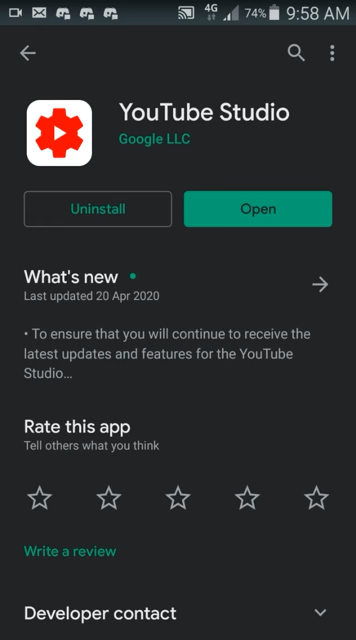 4G 74% 9:58 AM
YouTube Studio
Google LLC
Uninstall Open
What's new
Last updated 20 Apr 2020
• To ensure that you will continue to receive the
latest updates and features for the YouTube
Studio...
Rate this app
Tell others what you think
Write a review
Developer contact